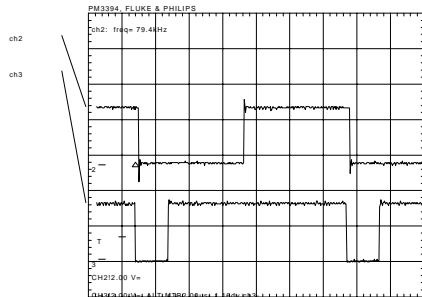 PM3394, FLUKE & PHILIPS
ch2: freq= 79.4kHz
ch2
ch3
2
T
3
CH2!2.00 V=